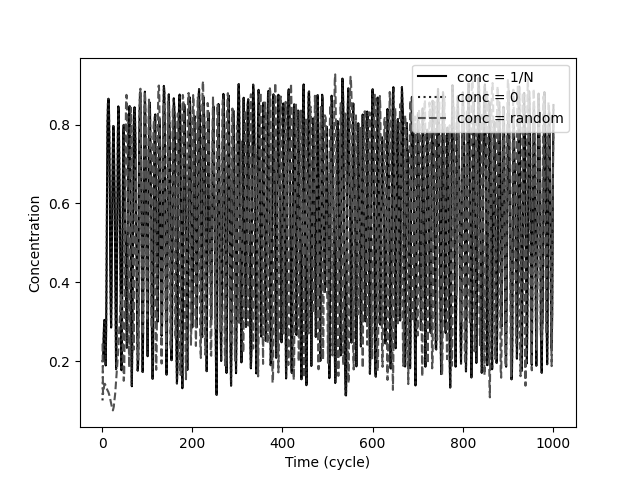 conc = 1/N
conc = 0
conc = random
0.8
0.6
0.4
0.2
Concentration
0
200
400
600
800
1000
Time (cycle)